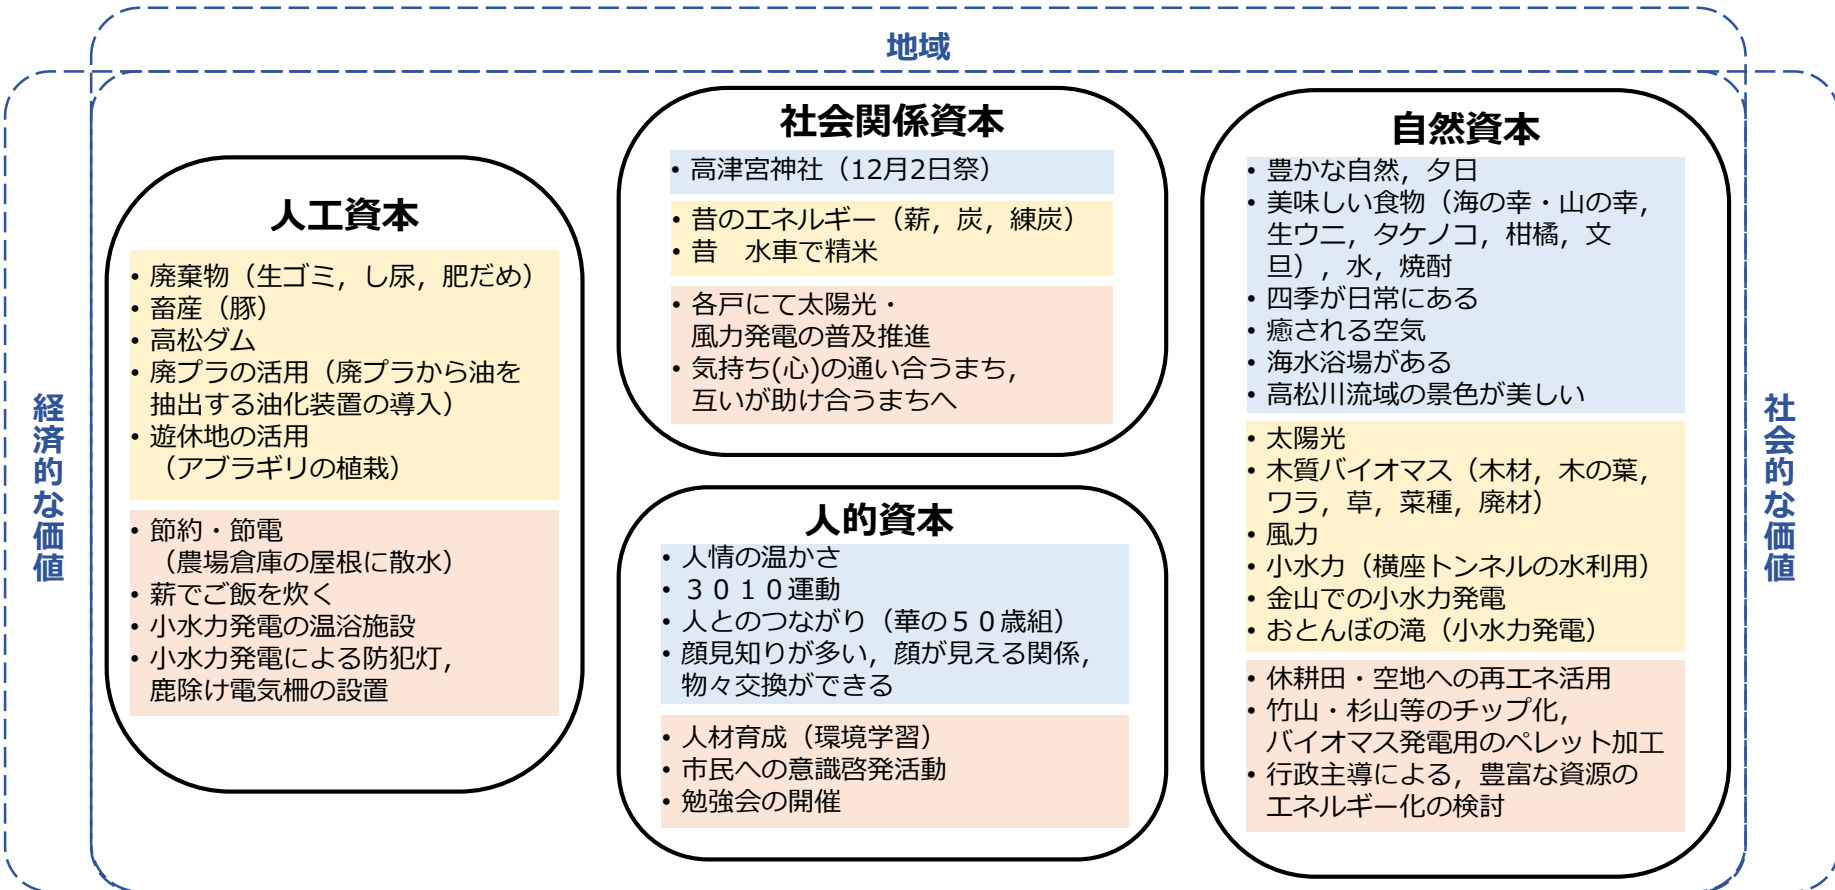 地域
経済的な価値
人工資本
• 廃棄物（生ゴミ，し尿，肥だめ）
• 畜産（豚）
• 高松ダム
• 廃プラの活用（廃プラから油を
抽出する油化装置の導入）
• 遊休地の活用
（アブラギリの植栽）
• 節約・節電
（農場倉庫の屋根に散水）
• 薪でご飯を炊く
• 小水力発電の温浴施設
• 小水力発電による防犯灯，
鹿除け電気柵の設置
社会関係資本
• 高津宮神社（12月2日祭）
• 昔のエネルギー（薪，炭，練炭）
• 昔　水車で精米
• 各戸にて太陽光・
風力発電の普及推進
• 気持ち(心)の通い合うまち，
互いが助け合うまちへ
人的資本
• 人情の温かさ
• ３０１０運動
• 人とのつながり（華の５０歳組）
• 顔見知りが多い，顔が見える関係，
物々交換ができる
• 人材育成（環境学習）
• 市民への意識啓発活動
• 勉強会の開催
自然資本
• 豊かな自然，夕日
• 美味しい食物（海の幸・山の幸，
生ウニ，タケノコ，柑橘，文
旦），水，焼酎
• 四季が日常にある
• 癒される空気
• 海水浴場がある
• 高松川流域の景色が美しい
• 太陽光
• 木質バイオマス（木材，木の葉，
ワラ，草，菜種，廃材）
• 風力
• 小水力（横座トンネルの水利用）
• 金山での小水力発電
• おとんぼの滝（小水力発電）
• 休耕田・空地への再エネ活用
• 竹山・杉山等のチップ化，
バイオマス発電用のペレット加工
• 行政主導による，豊富な資源の
エネルギー化の検討
社会的な価値